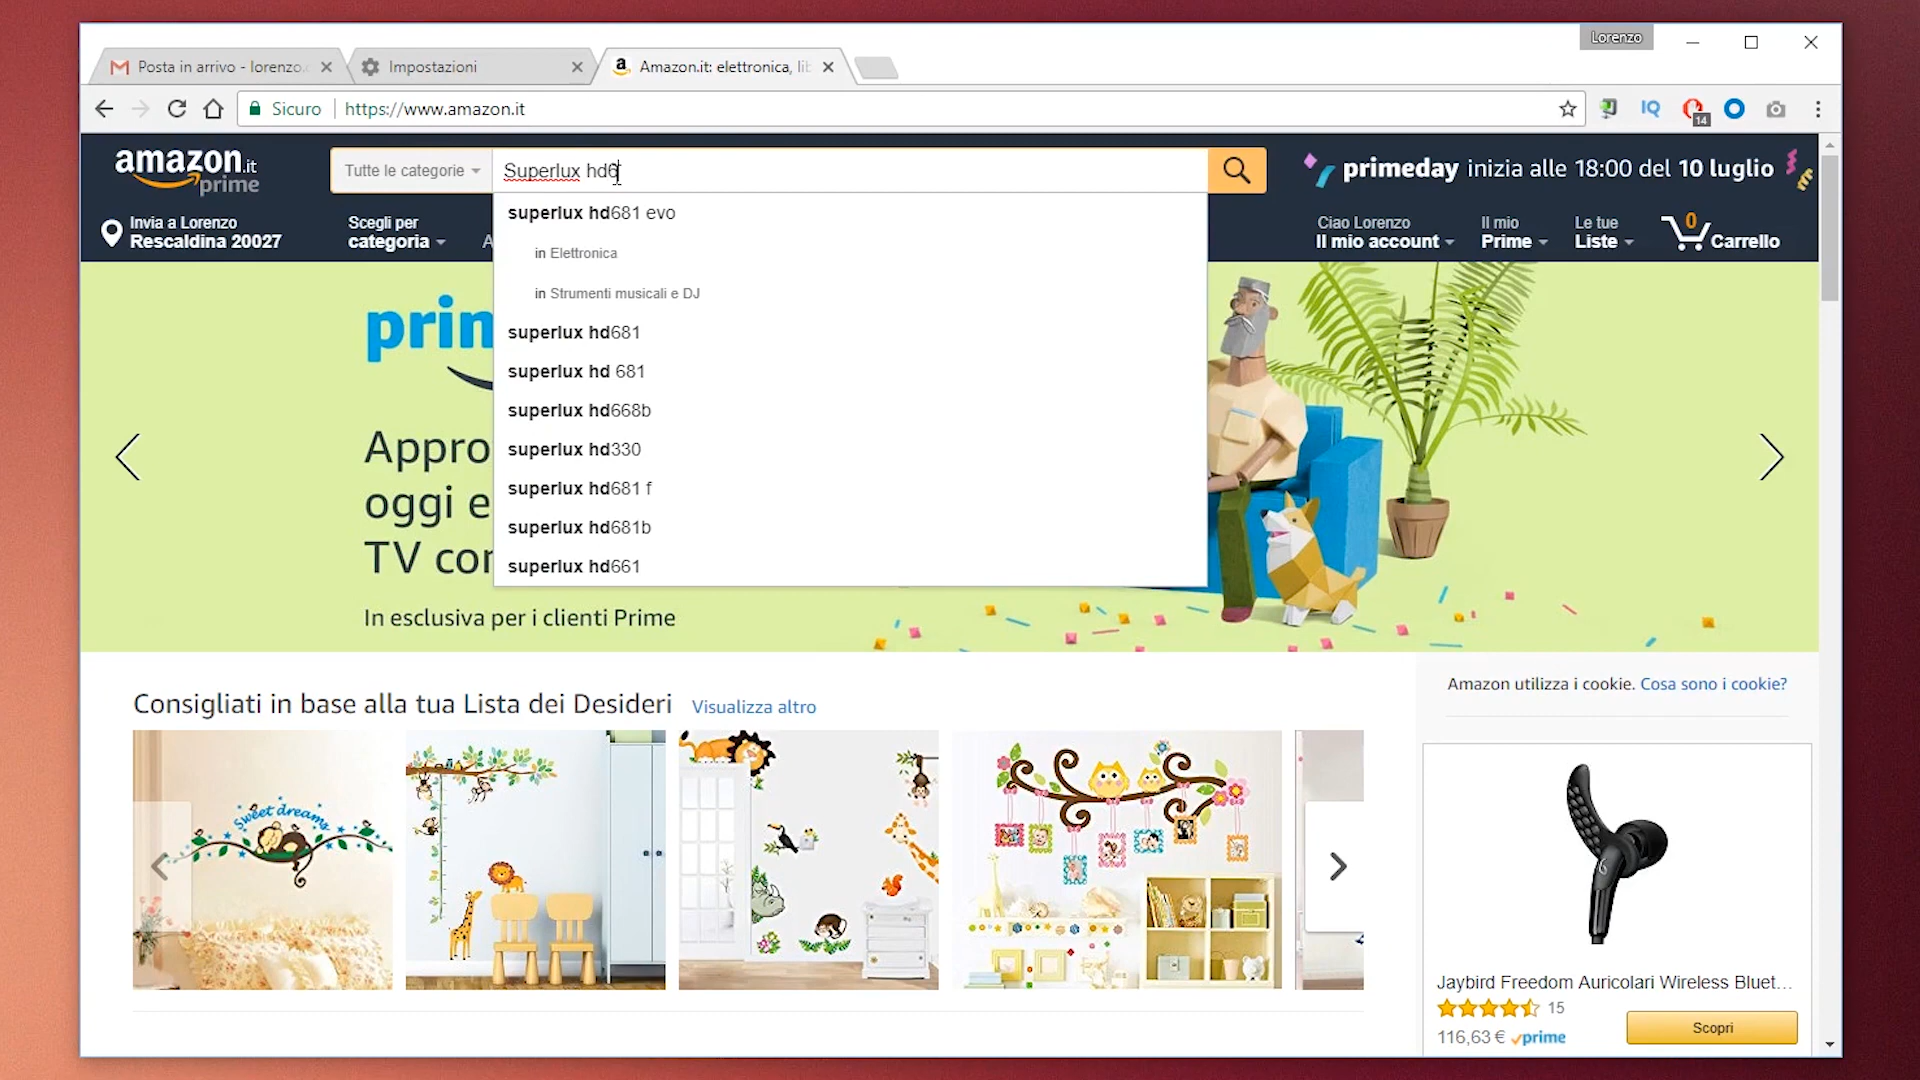 Lorenzo
Posta in arrivo - lorenzo.
Impostazioni
Amazon.it: elettronica, lib
Sicuro
https://www.amazon.it
IQ
14
amazon.it
prime
Tutte le categorie
Superlux hd6
primeday inizia alle 18:00 del 10 luglio
Invia a Lorenzo
Rescaldina 20027
Scegli per
categoria
A
Ciao Lorenzo
Il mio account
Il mio
Prime
Le tue
Liste
0
Carrello
superlux hd681 evo
in Elettronica
in Strumenti musicali e DJ
superlux hd681
superlux hd 681
superlux hd668b
superlux hd330
superlux hd681 f
superlux hd681b
superlux hd661
prim
Appro
oggi e
TV con
In esclusiva per i clienti Prime
Consigliati in base alla tua Lista dei Desideri
Visualizza altro
Sweet dreams
Amazon utilizza i cookie. Cosa sono i cookie?
Jaybird Freedom Auricolari Wireless Bluet...
15
116,63 €
prime
Scopri